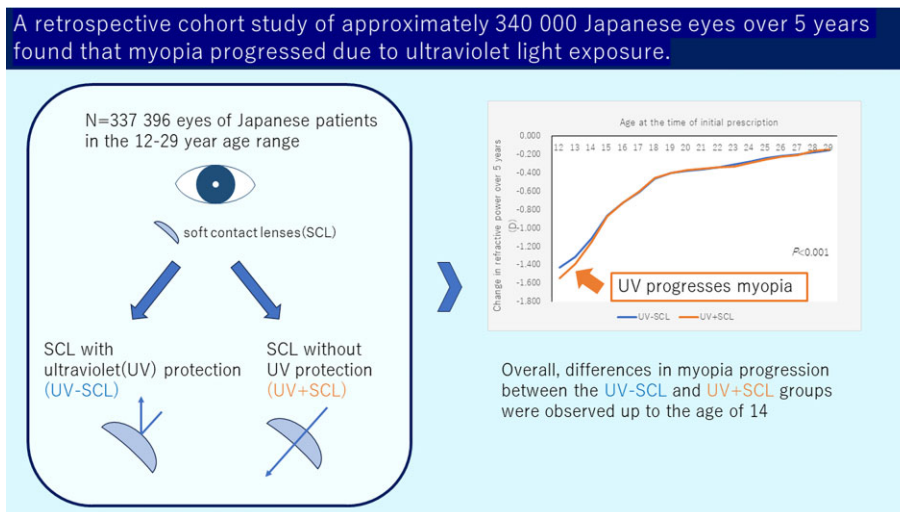 A retrospective cohort study of approximately 340 000 Japanese eyes over 5 years
found that myopia progressed due to ultraviolet light exposure.
N=337 396 eyes of Japanese patients
in the 12-29 year age range
soft contact lenses(SCL)
SCL with
ultraviolet(UV) protection
(UV-SCL)
SCL without
UV protection
(UV+SCL)
Age at the time of initial prescription
12 13 14 15 16 17 18 19 20 21 22 23 24 25 26 27 28 29
Change in refractive power over 5 years
(D)
0.000
-0.200
-0.400
-0.600
-0.800
-1.000
-1.200
-1.400
-1.600
-1.800
P<0.001
UV progresses myopia
UV-SCL
UV+SCL
Overall, differences in myopia progression
between the UV-SCL and UV+SCL groups
were observed up to the age of 14